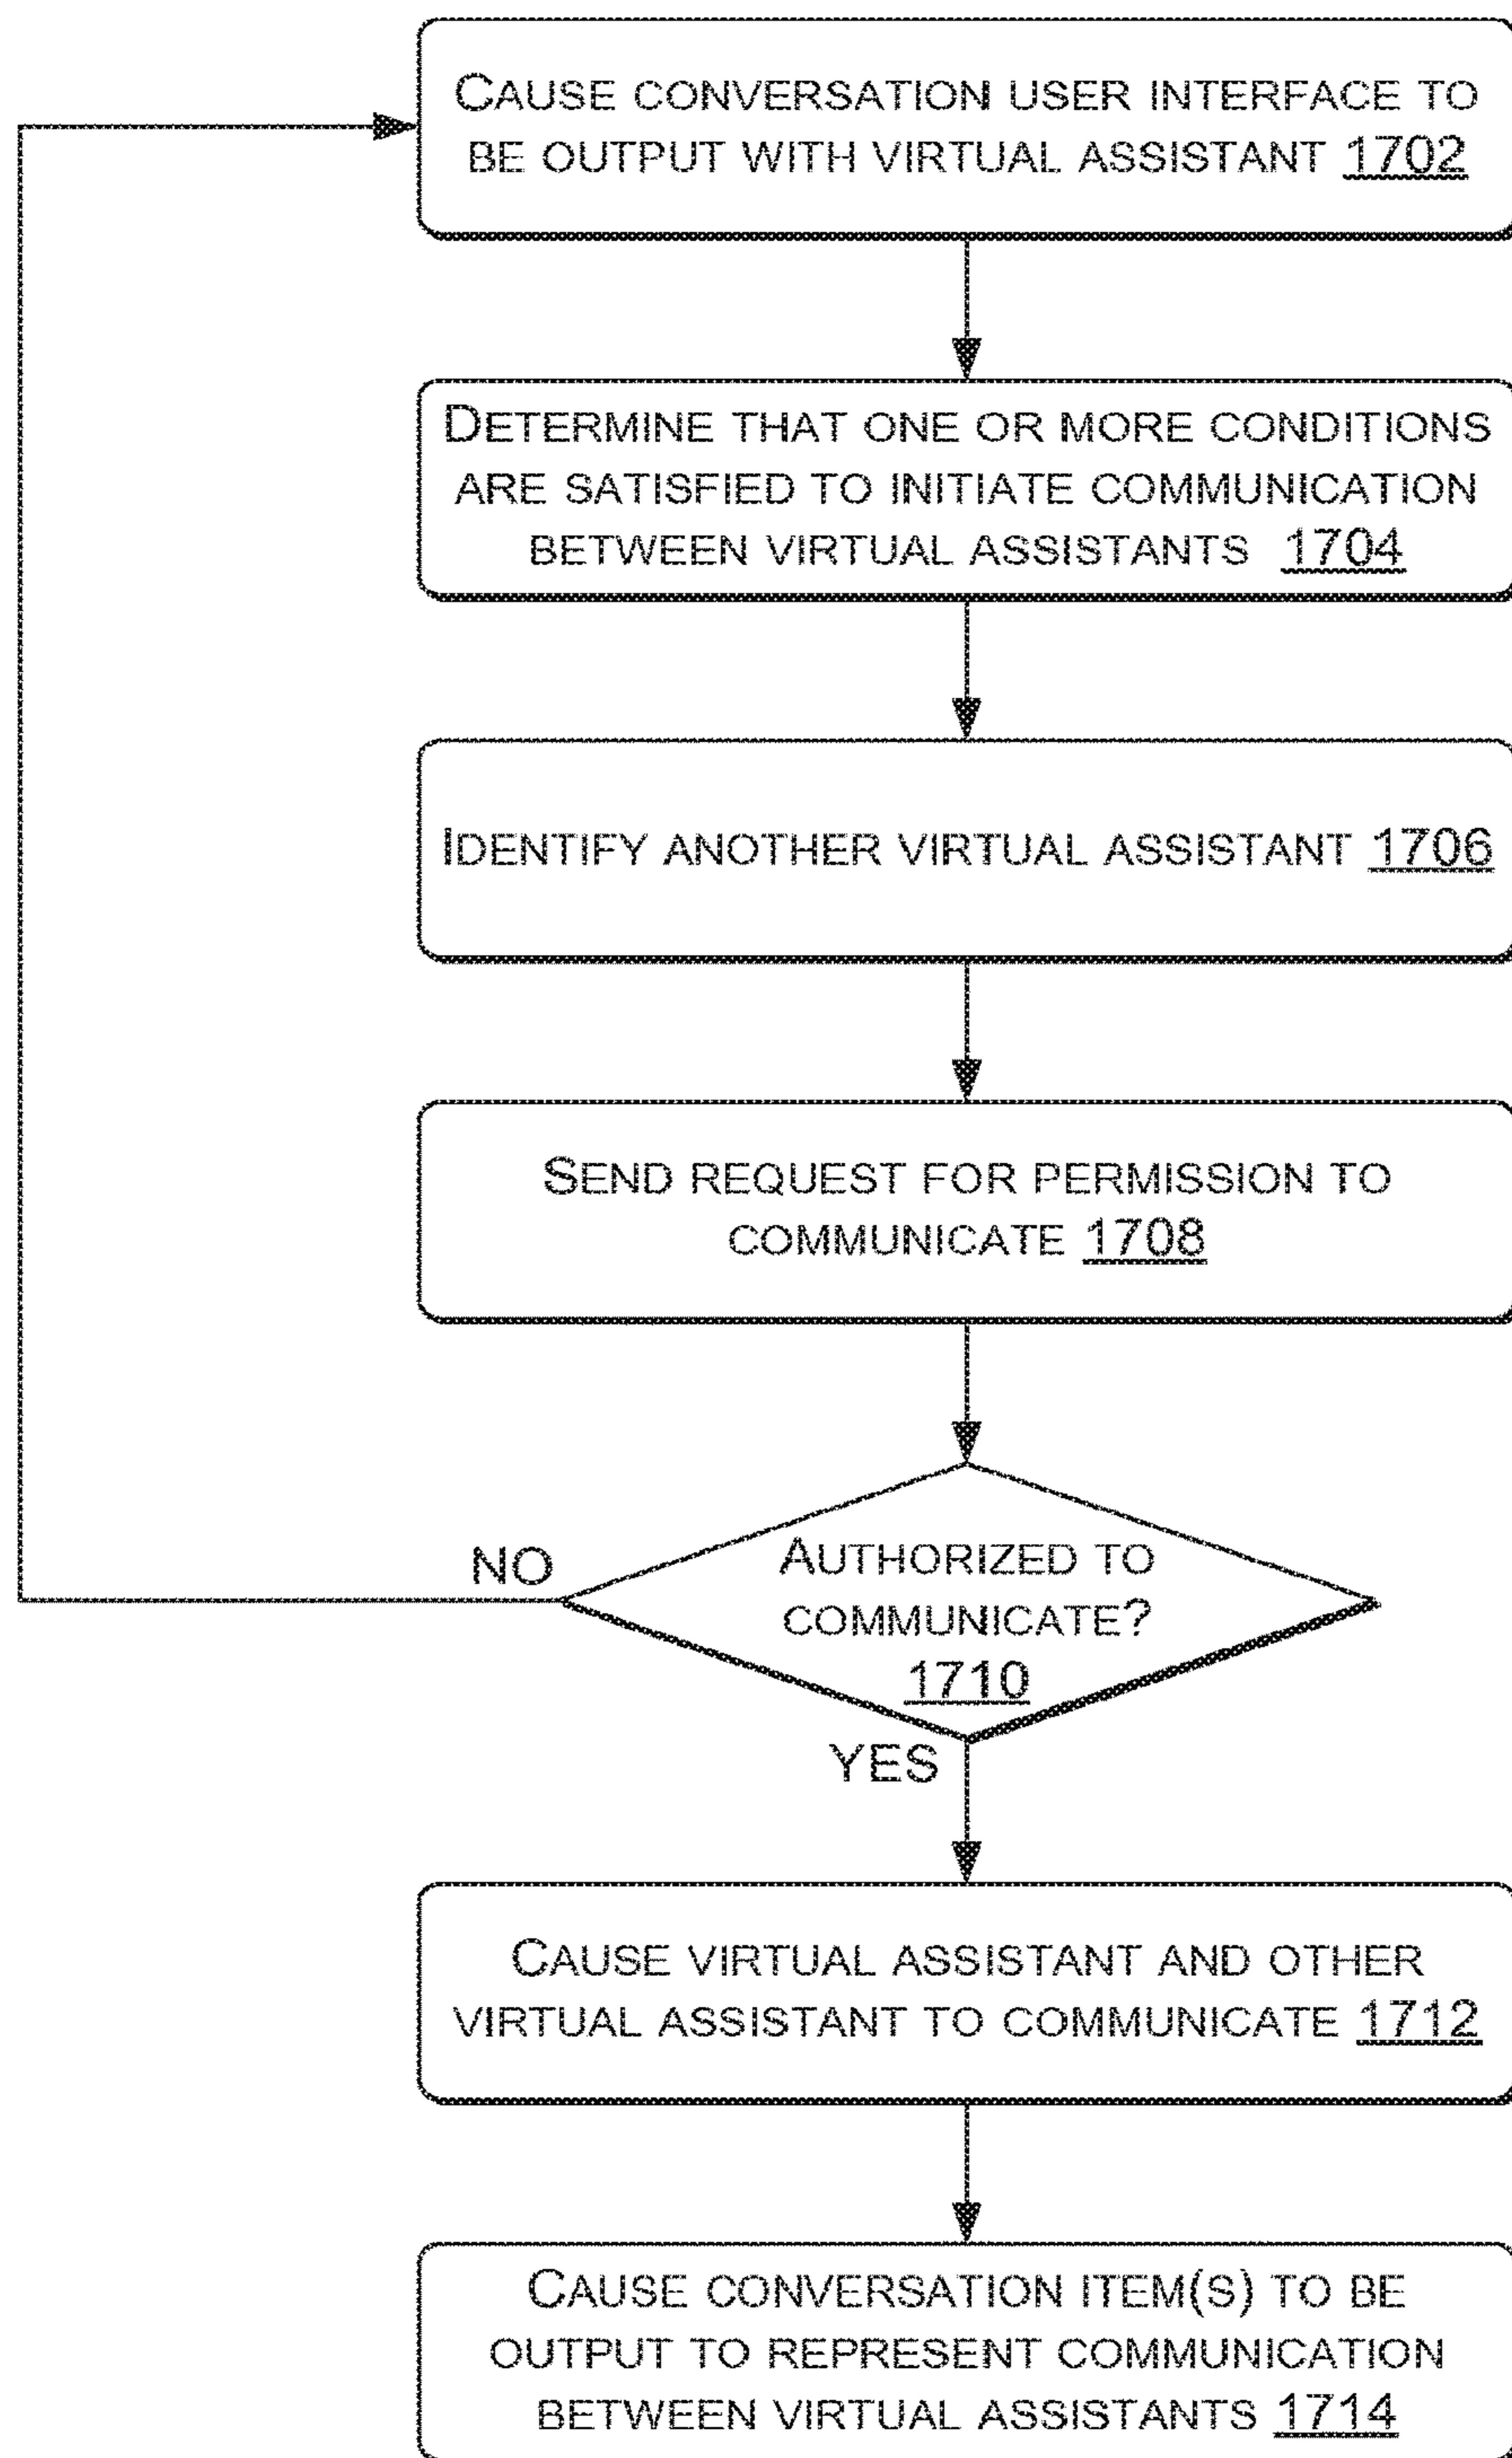 CAUSE CONVERSATION USER INTERFACE TO
BE OUTPUT WITH VIRTUAL ASSISTANT 1702
DETERMINE THAT ONE OR MORE CONDITIONS
ARE SATISFIED TO INITIATE COMMUNICATION
BETWEEN VIRTUAL ASSISTANTS 1704
IDENTIFY ANOTHER VIRTUAL ASSISTANT 1706
SEND REQUEST FOR PERMISSION TO
COMMUNICATE 1708
NO
AUTHORIZED TO
COMMUNICATE?
1710
YES
CAUSE VIRTUAL ASSISTANT AND OTHER
VIRTUAL ASSISTANT TO COMMUNICATE 1712
CAUSE CONVERSATION ITEM(S) TO BE
OUTPUT TO REPRESENT COMMUNICATION
BETWEEN VIRTUAL ASSISTANTS 1714